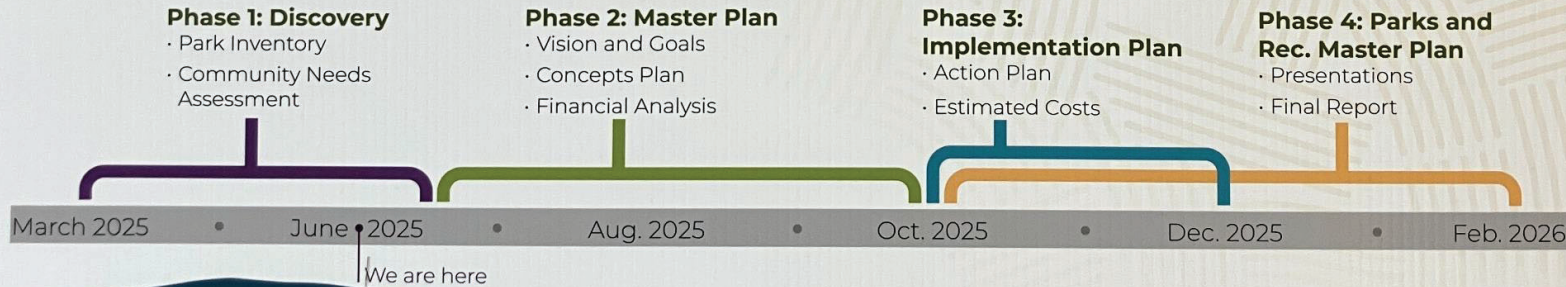 Phase 1: Discovery
· Park Inventory
· Community Needs
Assessment
Phase 2: Master Plan
· Vision and Goals
· Concepts Plan
· Financial Analysis
Phase 3:
Implementation Plan
· Action Plan
· Estimated Costs
Phase 4: Parks and
Rec. Master Plan
· Presentations
· Final Report
March 2025 • June • 2025 • Aug. 2025 • Oct. 2025 • Dec. 2025 • Feb. 2026
We are here